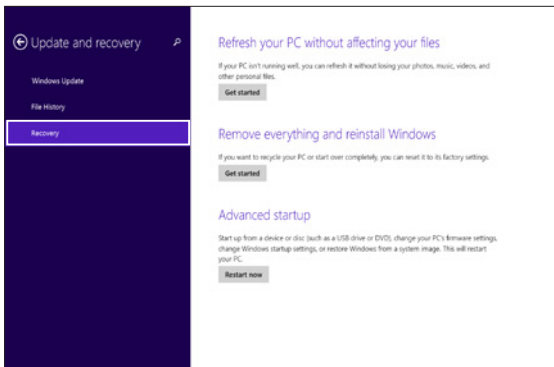 Update and recovery
Windows Update
File History
Recovery
Refresh your PC without affecting your files
If your PC isn't running well, you can refresh it without losing your photos, music, videos, and
other personal files.
Get started
Remove everything and reinstall Windows
If you want to recycle your PC or start over completely, you can reset it to its factory settings.
Get started
Advanced startup
Start up from a device or disc (such as a USB drive or DVD), change your PC's firmware settings,
change Windows startup settings, or restore Windows from a system image. This will restart
your PC.
Restart now